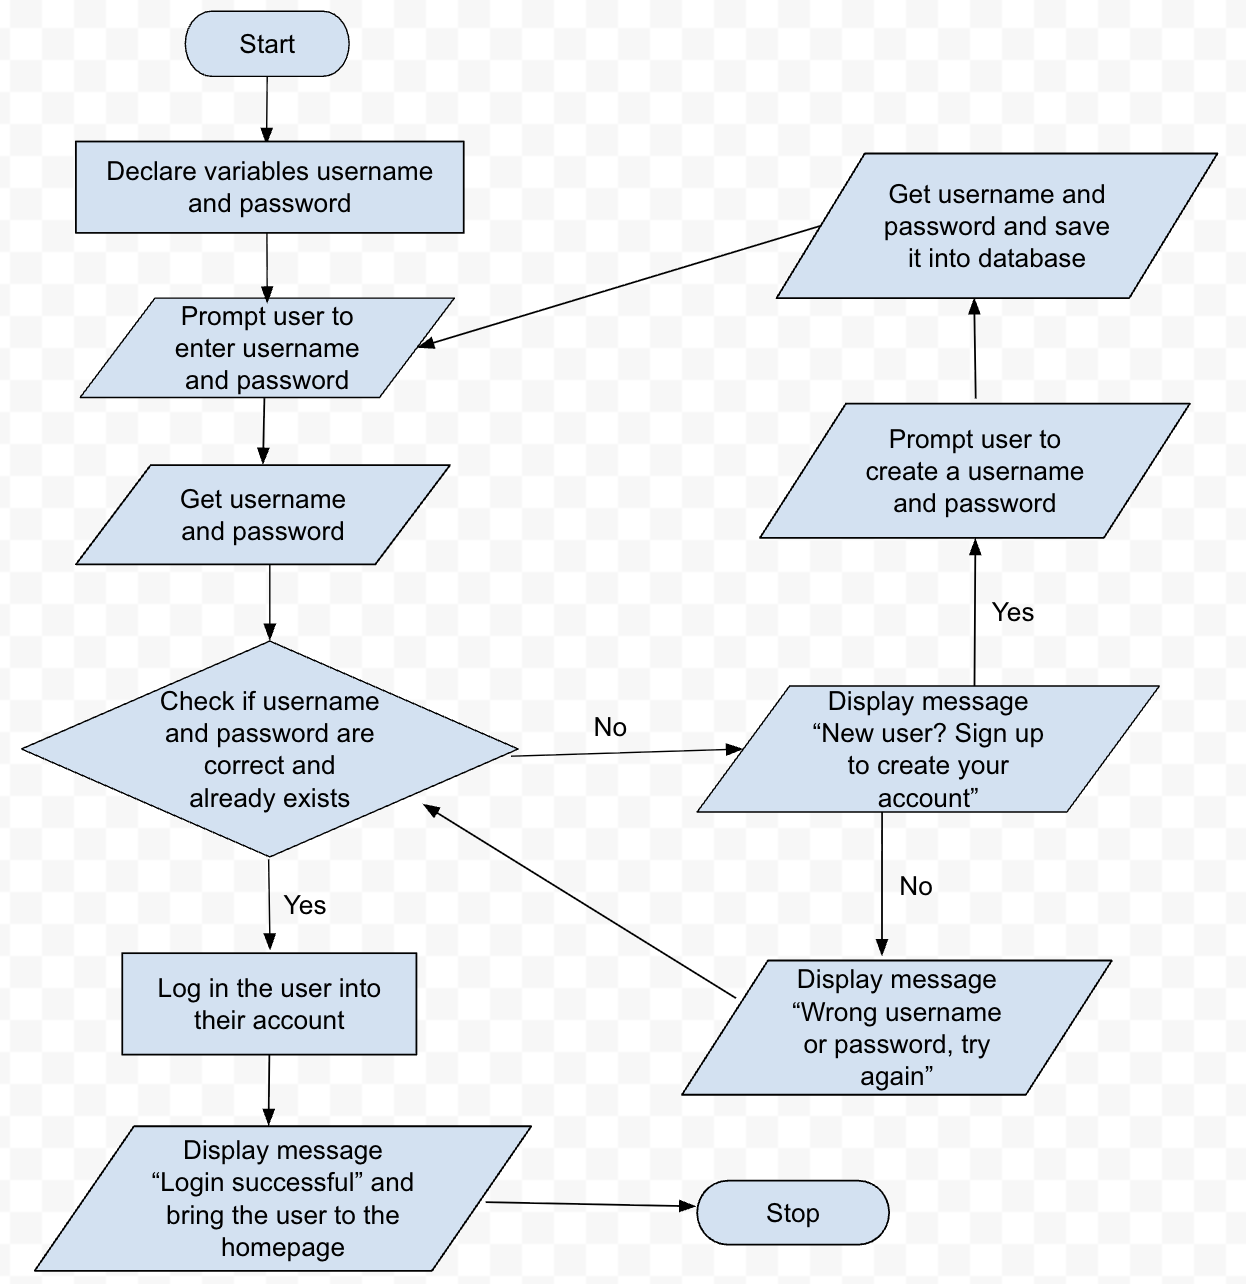 Start
Declare variables username
and password
Prompt user to
enter username
and password
Get username
and password
Check if username
and password are
correct and
already exists
No
Yes
Log in the user into
their account
Display message
“Login successful” and
bring the user to the
homepage
Stop
Get username and
password and save
it into database
Prompt user to
create a username
and password
Yes
Display message
“New user? Sign up
to create your
account”
No
Display message
“Wrong username
or password, try
again”